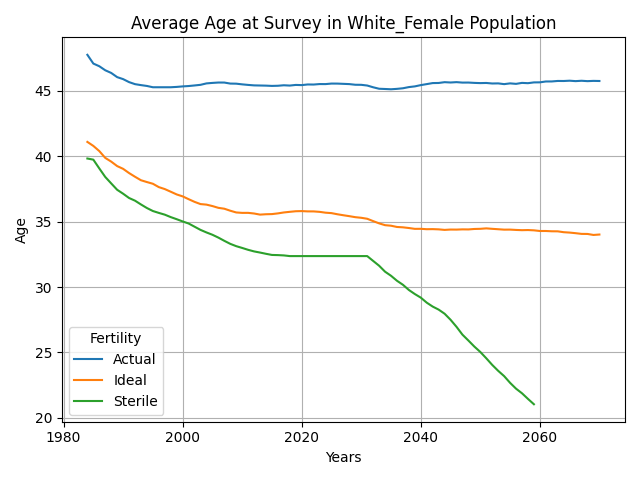 Average Age at Survey in White_Female Population
Age
45
40
35
30
25
20
Fertility
Actual
Ideal
Sterile
1980
2000
2020
2040
2060
Years